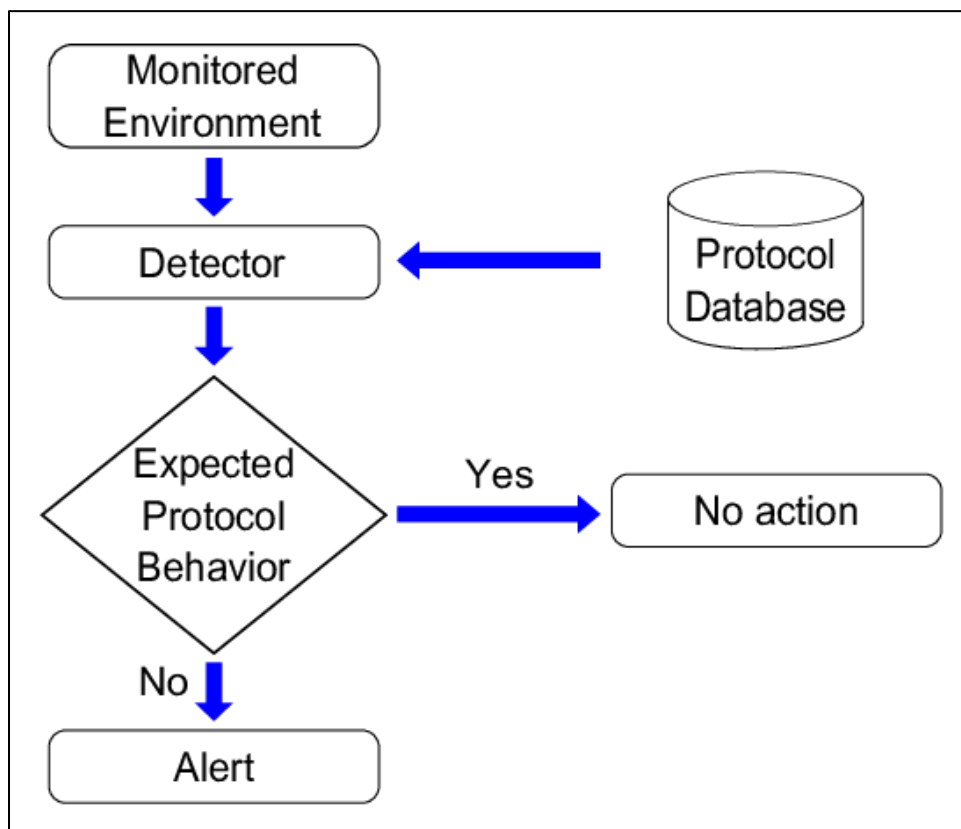 Monitored
Environment
Detector
Protocol
Database
Expected
Protocol
Behavior
Yes
No action
No
Alert